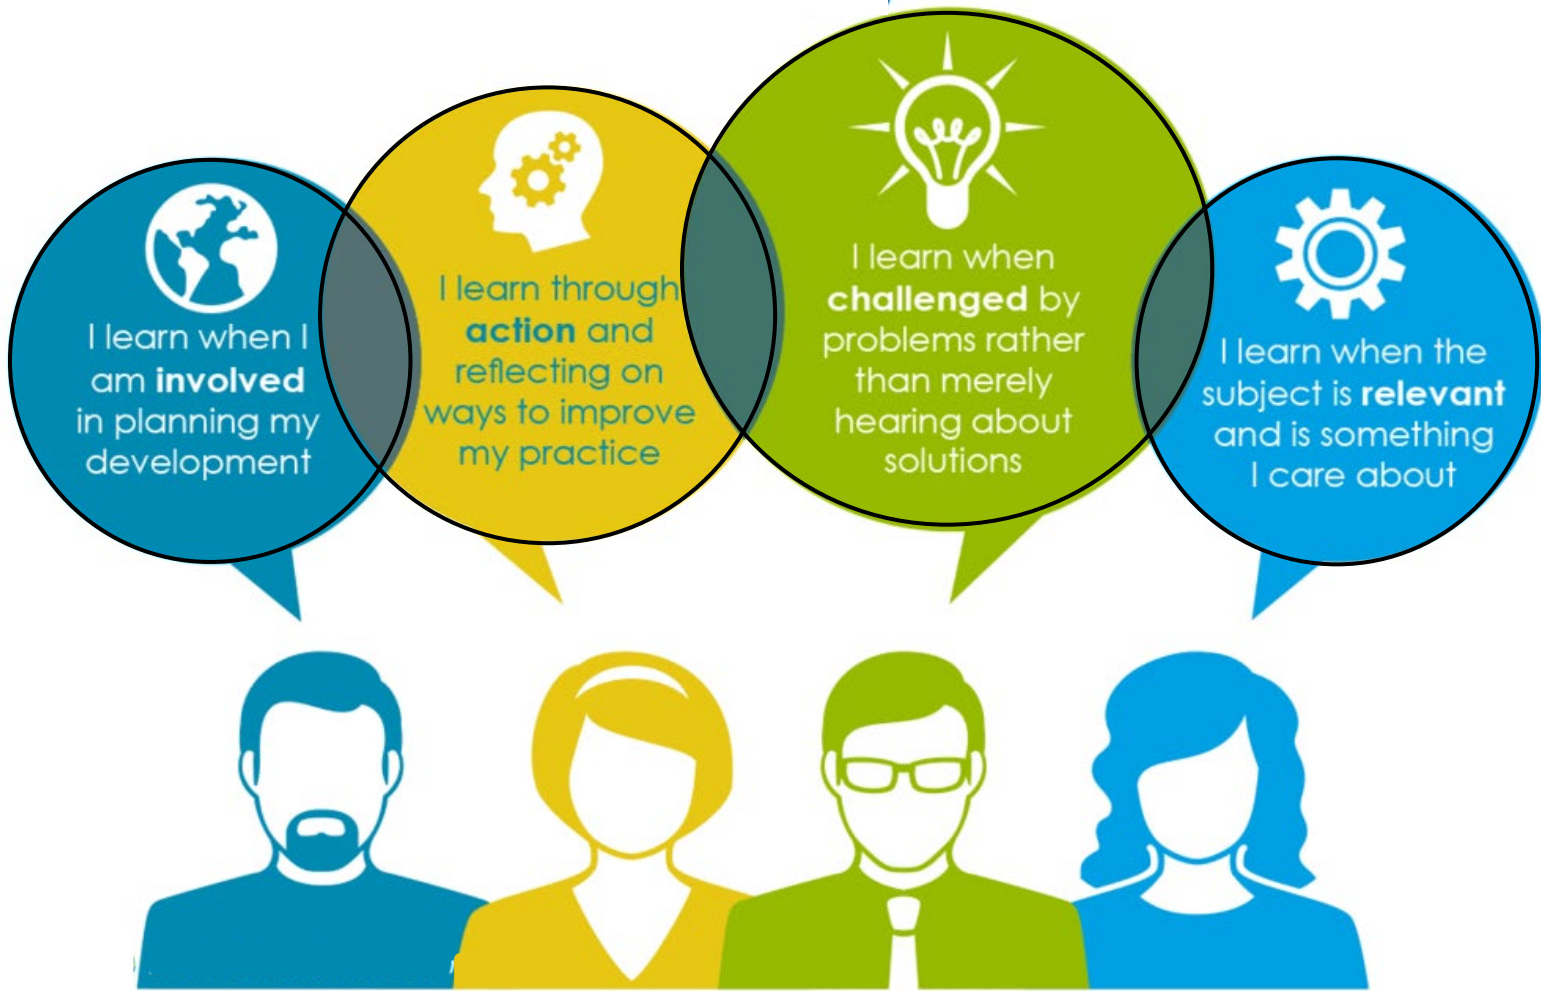 I learn when I
am involved
in planning my
development
I learn through
action and
reflecting on
ways to improve
my practice
I learn when
challenged by
problems rather
than merely
hearing about
solutions
I learn when the
subject is relevant
and is something
I care about